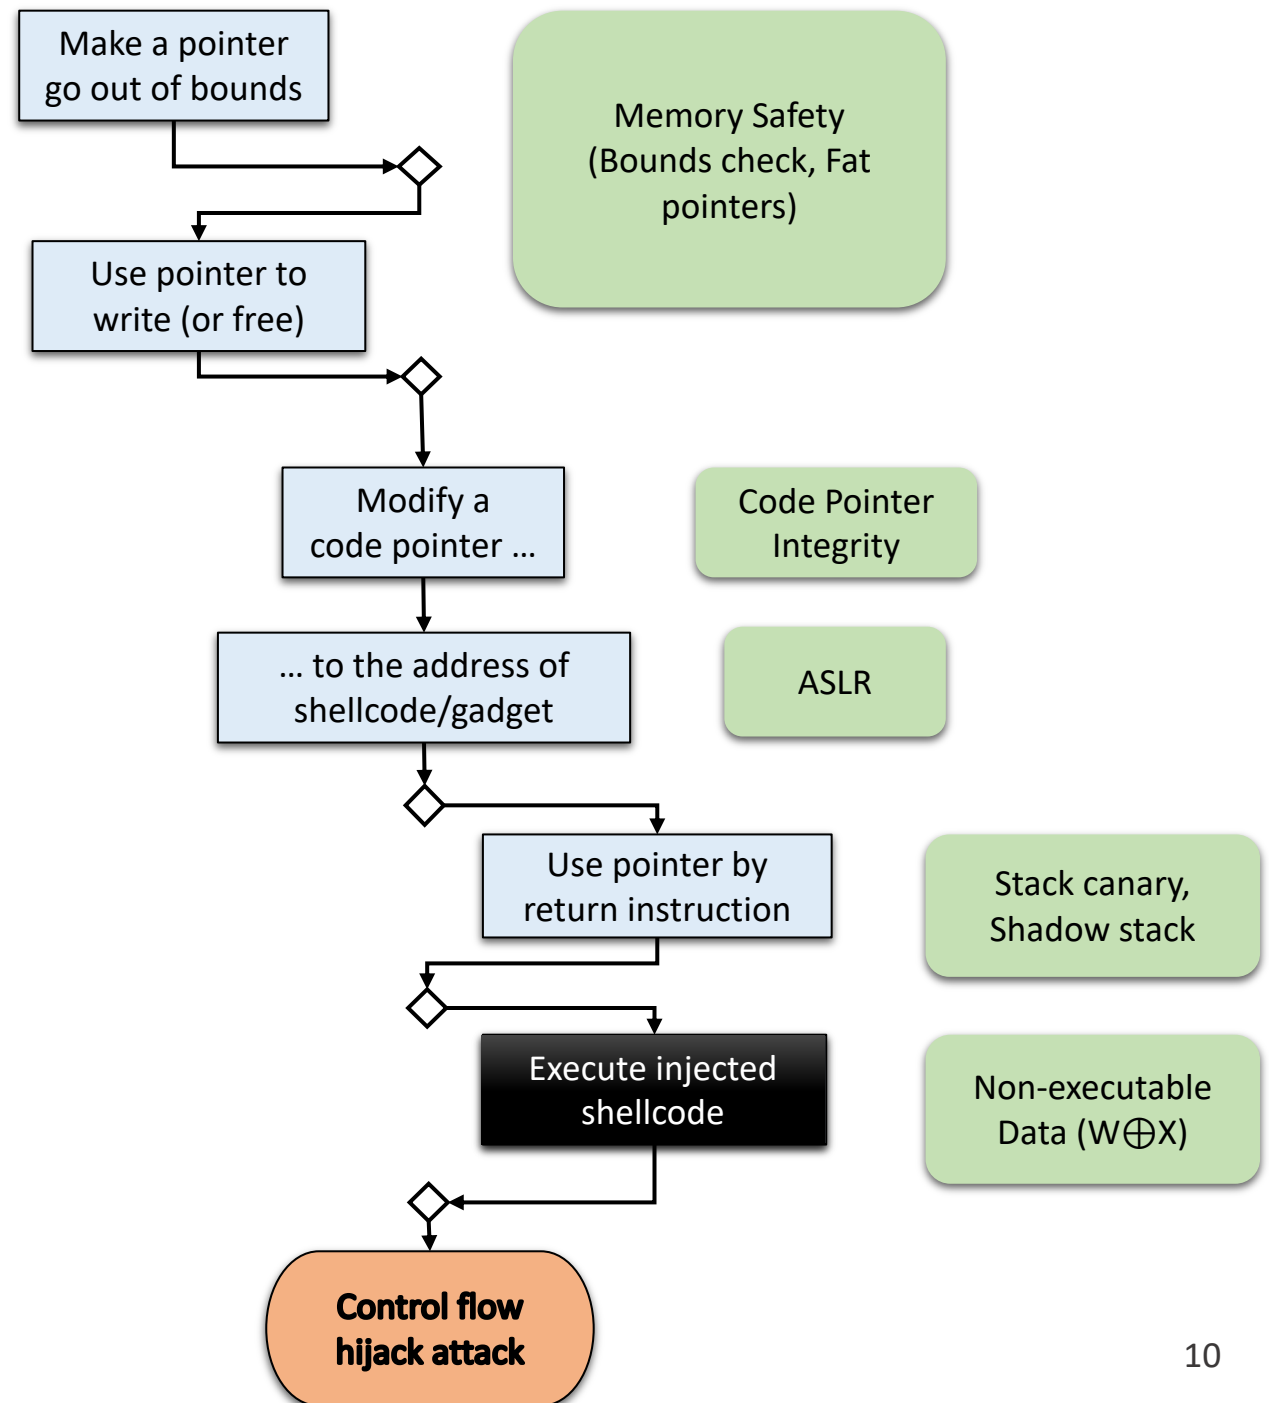 Make a pointer
go out of bounds
Memory Safety
(Bounds check, Fat
pointers)
Use pointer to
write (or free)
Modify a
code pointer …
Code Pointer
Integrity
… to the address of
shellcode/gadget
ASLR
Use pointer by
return instruction
Stack canary,
Shadow stack
Execute injected
shellcode
Non-executable
Data (W⨁X)
Control flow
hijack attack
10